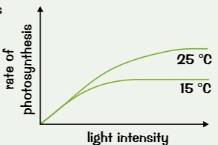 rate of
photosynthesis
25 °C
15 °C
light intensity